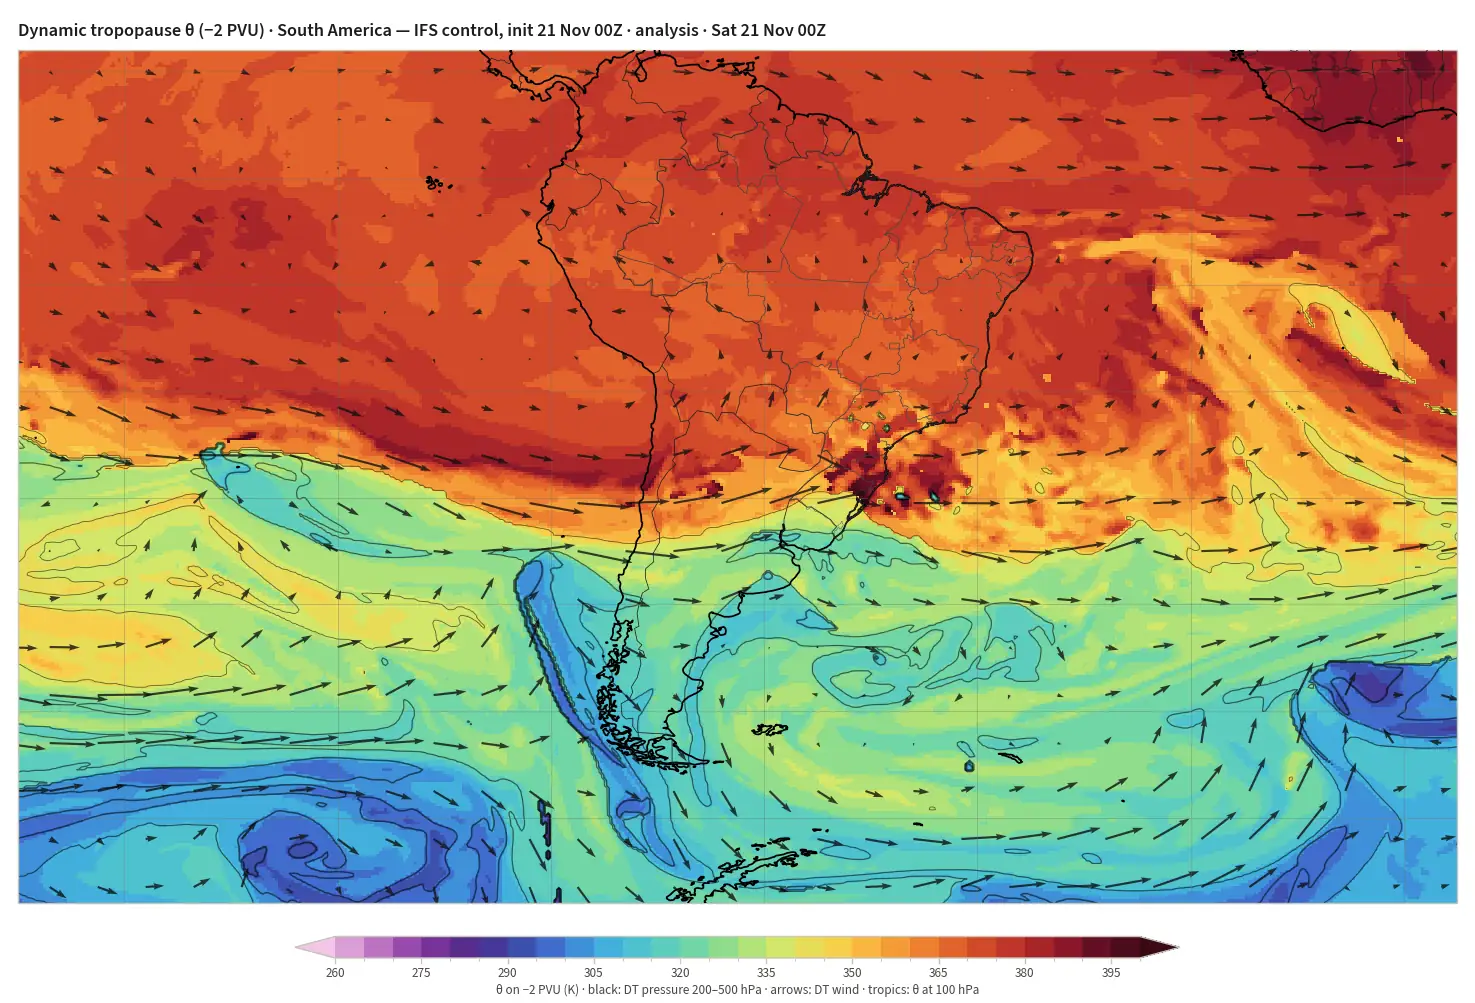 Dynamic tropopause θ (−2 PVU) · South America — IFS control, init 21 Nov 00Z · analysis · Sat 21 Nov 00Z
260 275 290 305 320 335 350 365 380 395
θ on −2 PVU (K) · black: DT pressure 200–500 hPa · arrows: DT wind · tropics: θ at 100 hPa